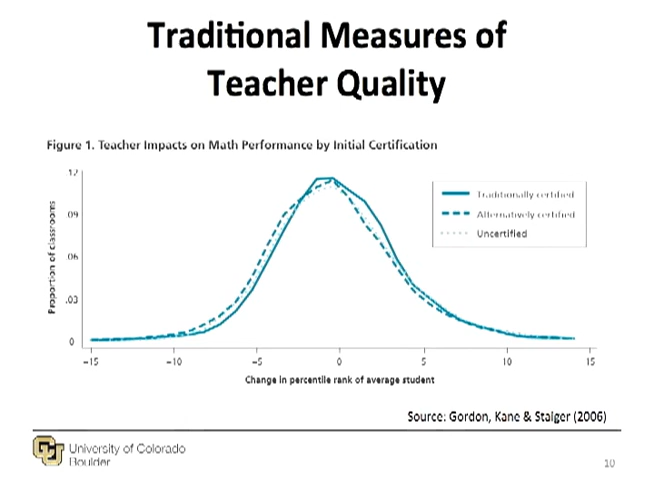 Traditional Measures of
Teacher Quality
Figure 1. Teacher Impacts on Math Performance by Initial Certification
.12
Traditionally certified
Alternatively certified
Uncertified
.09
.06
.03
0
Proportion of classrooms
-15
-10
-5
0
5
10
15
Change in percentile rank of average student
Source: Gordon, Kane & Staiger (2006)
CU
University of Colorado
Boulder
10